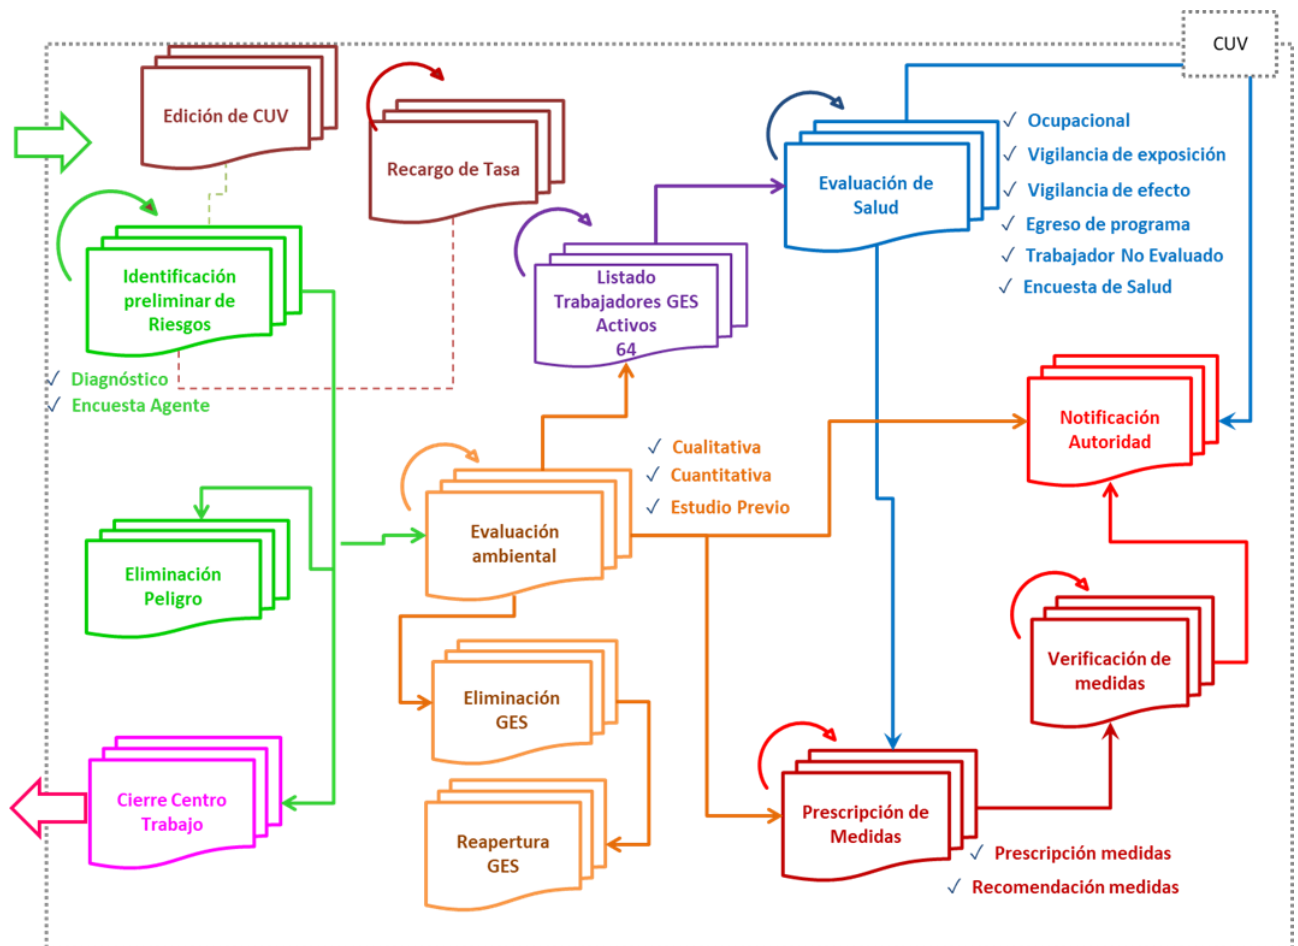 CUV
Edición de CUV
Recargo de Tasa
Evaluación de
Salud
✓ Ocupacional
✓ Vigilancia de exposición
✓ Vigilancia de efecto
✓ Egreso de programa
✓ Trabajador No Evaluado
✓ Encuesta de Salud
Identificación
preliminar de
Riesgos
✓ Diagnóstico
✓ Encuesta Agente
Listado
Trabajadores GES
Activos
64
Notificación
Autoridad
✓ Cualitativa
✓ Cuantitativa
✓ Estudio Previo
Evaluación
ambiental
Eliminación
Peligro
Eliminación
GES
Verificación de
medidas
Cierre Centro
Trabajo
Reapertura
GES
Prescripción de
Medidas
✓ Prescripción medidas
✓ Recomendación medidas